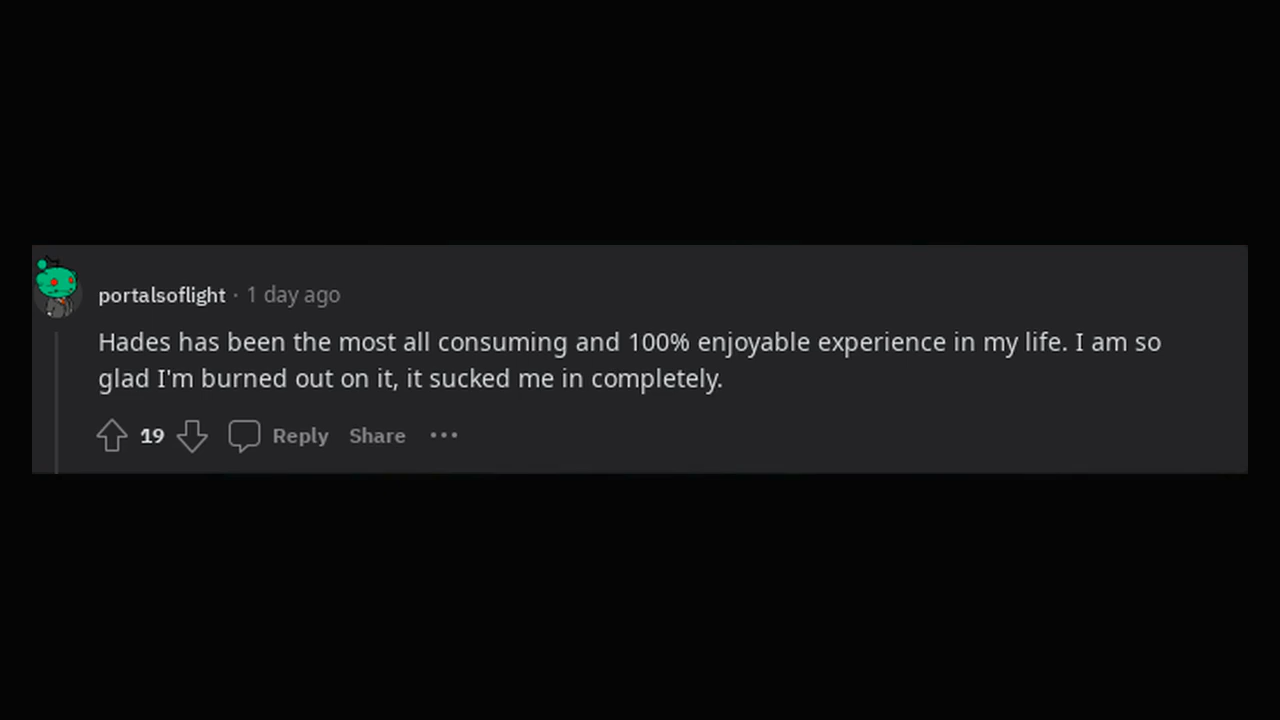 portalsoflight · 1 day ago
Hades has been the most all consuming and 100% enjoyable experience in my life. I am so
glad I'm burned out on it, it sucked me in completely.
19 Reply Share •••